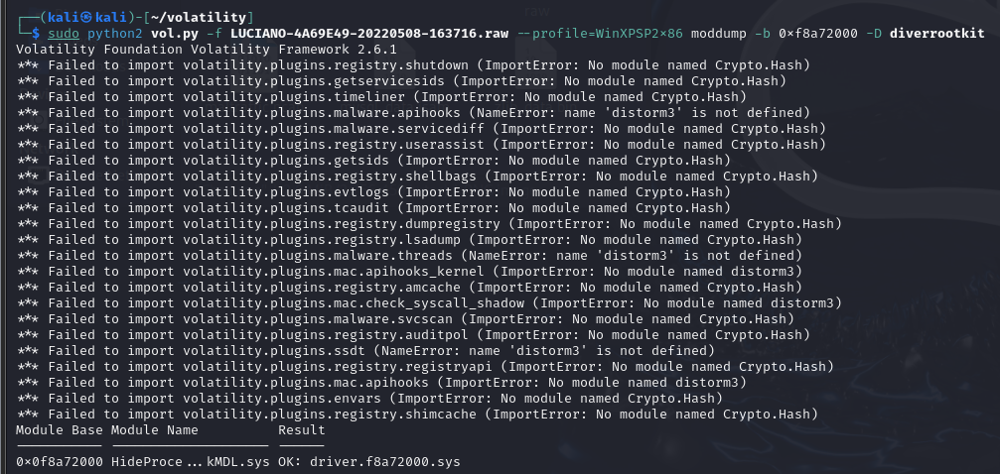 (kali㉿kali)-[~/volatility]
$ sudo python2 vol.py -f LUCIANO-4A69E49-20220508-163716.raw --profile=WinXPSP2×86 moddump -b 0×f8a72000 -D diverrootkit
Volatility Foundation Volatility Framework 2.6.1
*** Failed to import volatility.plugins.registry.shutdown (ImportError: No module named Crypto.Hash)
*** Failed to import volatility.plugins.getservicesids (ImportError: No module named Crypto.Hash)
*** Failed to import volatility.plugins.timeliner (ImportError: No module named Crypto.Hash)
*** Failed to import volatility.plugins.malware.apihooks (NameError: name 'distorm3' is not defined)
*** Failed to import volatility.plugins.malware.servicediff (ImportError: No module named Crypto.Hash)
*** Failed to import volatility.plugins.registry.userassist (ImportError: No module named Crypto.Hash)
*** Failed to import volatility.plugins.getsids (ImportError: No module named Crypto.Hash)
*** Failed to import volatility.plugins.registry.shellbags (ImportError: No module named Crypto.Hash)
*** Failed to import volatility.plugins.evtlogs (ImportError: No module named Crypto.Hash)
*** Failed to import volatility.plugins.tcaudit (ImportError: No module named Crypto.Hash)
*** Failed to import volatility.plugins.registry.dumpregistry (ImportError: No module named Crypto.Hash)
*** Failed to import volatility.plugins.registry.lsadump (ImportError: No module named Crypto.Hash)
*** Failed to import volatility.plugins.malware.threads (NameError: name 'distorm3' is not defined)
*** Failed to import volatility.plugins.mac.apihooks_kernel (ImportError: No module named distorm3)
*** Failed to import volatility.plugins.registry.amcache (ImportError: No module named Crypto.Hash)
*** Failed to import volatility.plugins.mac.check_syscall_shadow (ImportError: No module named distorm3)
*** Failed to import volatility.plugins.malware.svcscan (ImportError: No module named Crypto.Hash)
*** Failed to import volatility.plugins.registry.auditpol (ImportError: No module named Crypto.Hash)
*** Failed to import volatility.plugins.ssdt (NameError: name 'distorm3' is not defined)
*** Failed to import volatility.plugins.registry.registryapi (ImportError: No module named Crypto.Hash)
*** Failed to import volatility.plugins.mac.apihooks (ImportError: No module named distorm3)
*** Failed to import volatility.plugins.envars (ImportError: No module named Crypto.Hash)
*** Failed to import volatility.plugins.registry.shimcache (ImportError: No module named Crypto.Hash)
Module Base Module Name Result
0×0f8a72000 HideProce...kMDL.sys OK: driver.f8a72000.sys